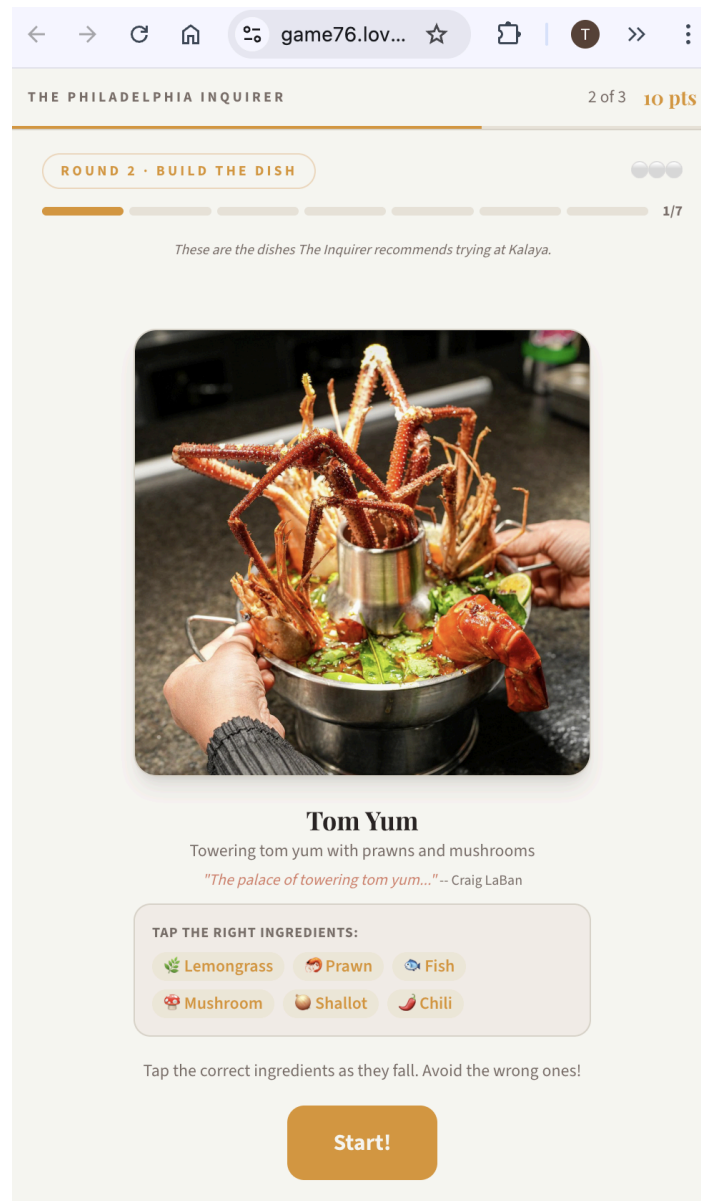 game76.lov...
T
THE PHILADELPHIA INQUIRER
2 of 3 10 pts
ROUND 2 · BUILD THE DISH
1/7
These are the dishes The Inquirer recommends trying at Kalaya.
Tom Yum
Towering tom yum with prawns and mushrooms
"The palace of towering tom yum..." -- Craig LaBan
TAP THE RIGHT INGREDIENTS:
Lemongrass Prawn Fish
Mushroom Shallot Chili
Tap the correct ingredients as they fall. Avoid the wrong ones!
Start!